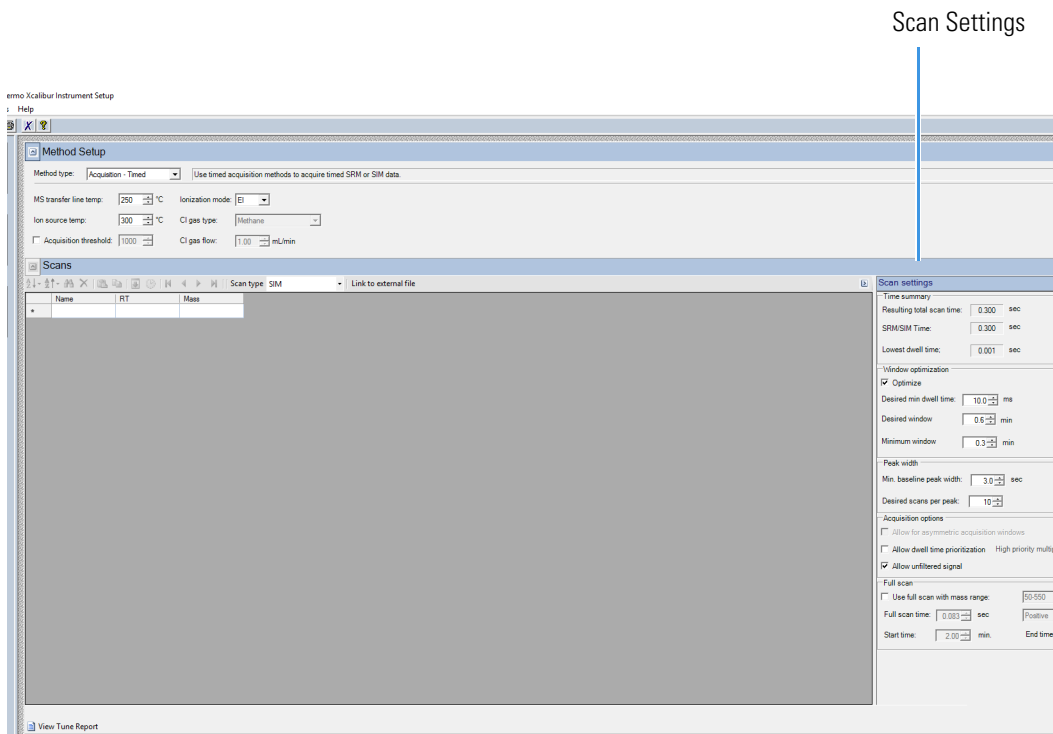 Scan Settings
ermo Xcalibur Instrument Setup
s Help
Method Setup
Method type: Acquisition - Timed Use timed acquisition methods to acquire timed SRM or SIM data.
MS transfer line temp: 250 °C Ionization mode: EI
Ion source temp: 300 °C CI gas type: Methane
Acquisition threshold: 1000 CI gas flow: 1.00 mL/min
Scans
Scan type SIM Link to external file
Name RT Mass
*
Scan settings
Time summary
Resulting total scan time: 0.300 sec
SRM/SIM Time: 0.300 sec
Lowest dwell time; 0.001 sec
Window optimization
Optimize
Desired min dwell time: 10.0 ms
Desired window 0.6 min
Minimum window 0.3 min
Peak width
Min. baseline peak width: 3.0 sec
Desired scans per peak: 10
Acquisition options
Allow for asymmetric acquisition windows
Allow dwell time prioritization High priority multip
Allow unfiltered signal
Full scan
Use full scan with mass range: 50-550
Full scan time: 0.083 sec Positive
Start time: 2.00 min. End time
View Tune Report